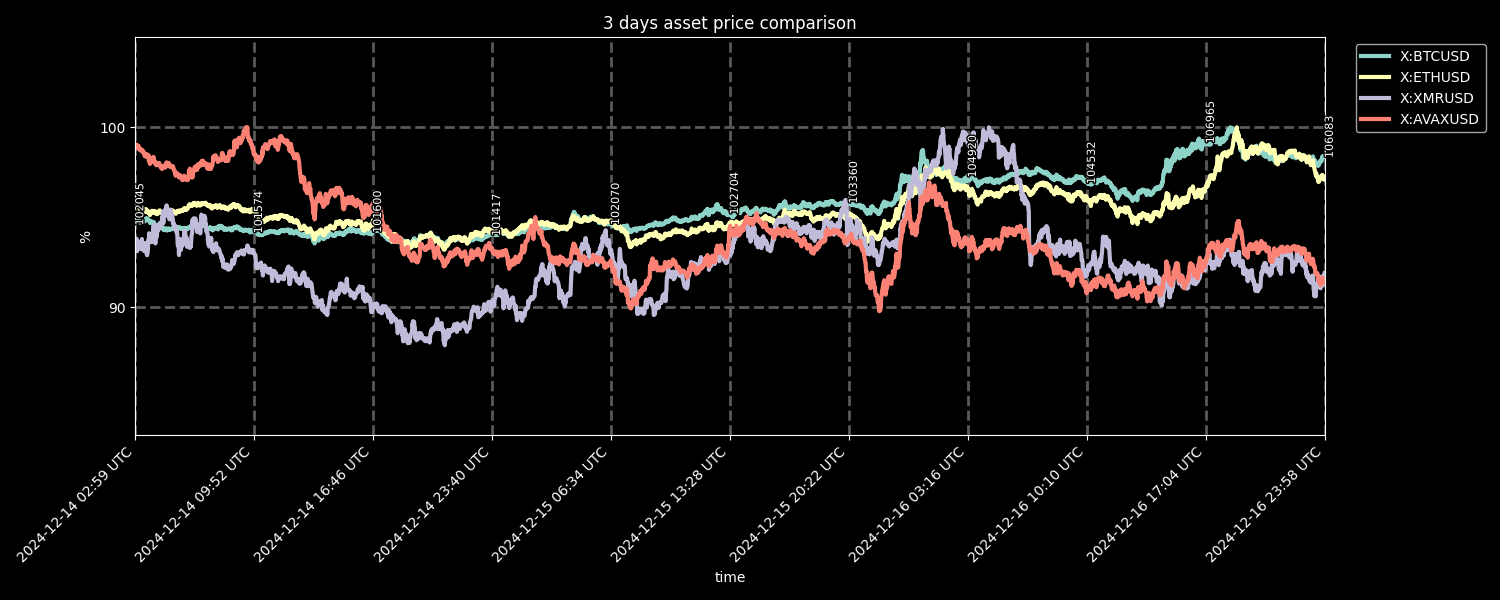 3 days asset price comparison
X:BTCUSD
X:ETHUSD
X:XMRUSD
X:AVAXUSD
%
100
90
102045
101574
101600
101417
102070
102704
103360
104920
104532
106965
106083
2024-12-14 02:59 UTC
2024-12-14 09:52 UTC
2024-12-14 16:46 UTC
2024-12-14 23:40 UTC
2024-12-15 06:34 UTC
2024-12-15 13:28 UTC
2024-12-15 20:22 UTC
2024-12-16 03:16 UTC
2024-12-16 10:10 UTC
2024-12-16 17:04 UTC
2024-12-16 23:58 UTC
time